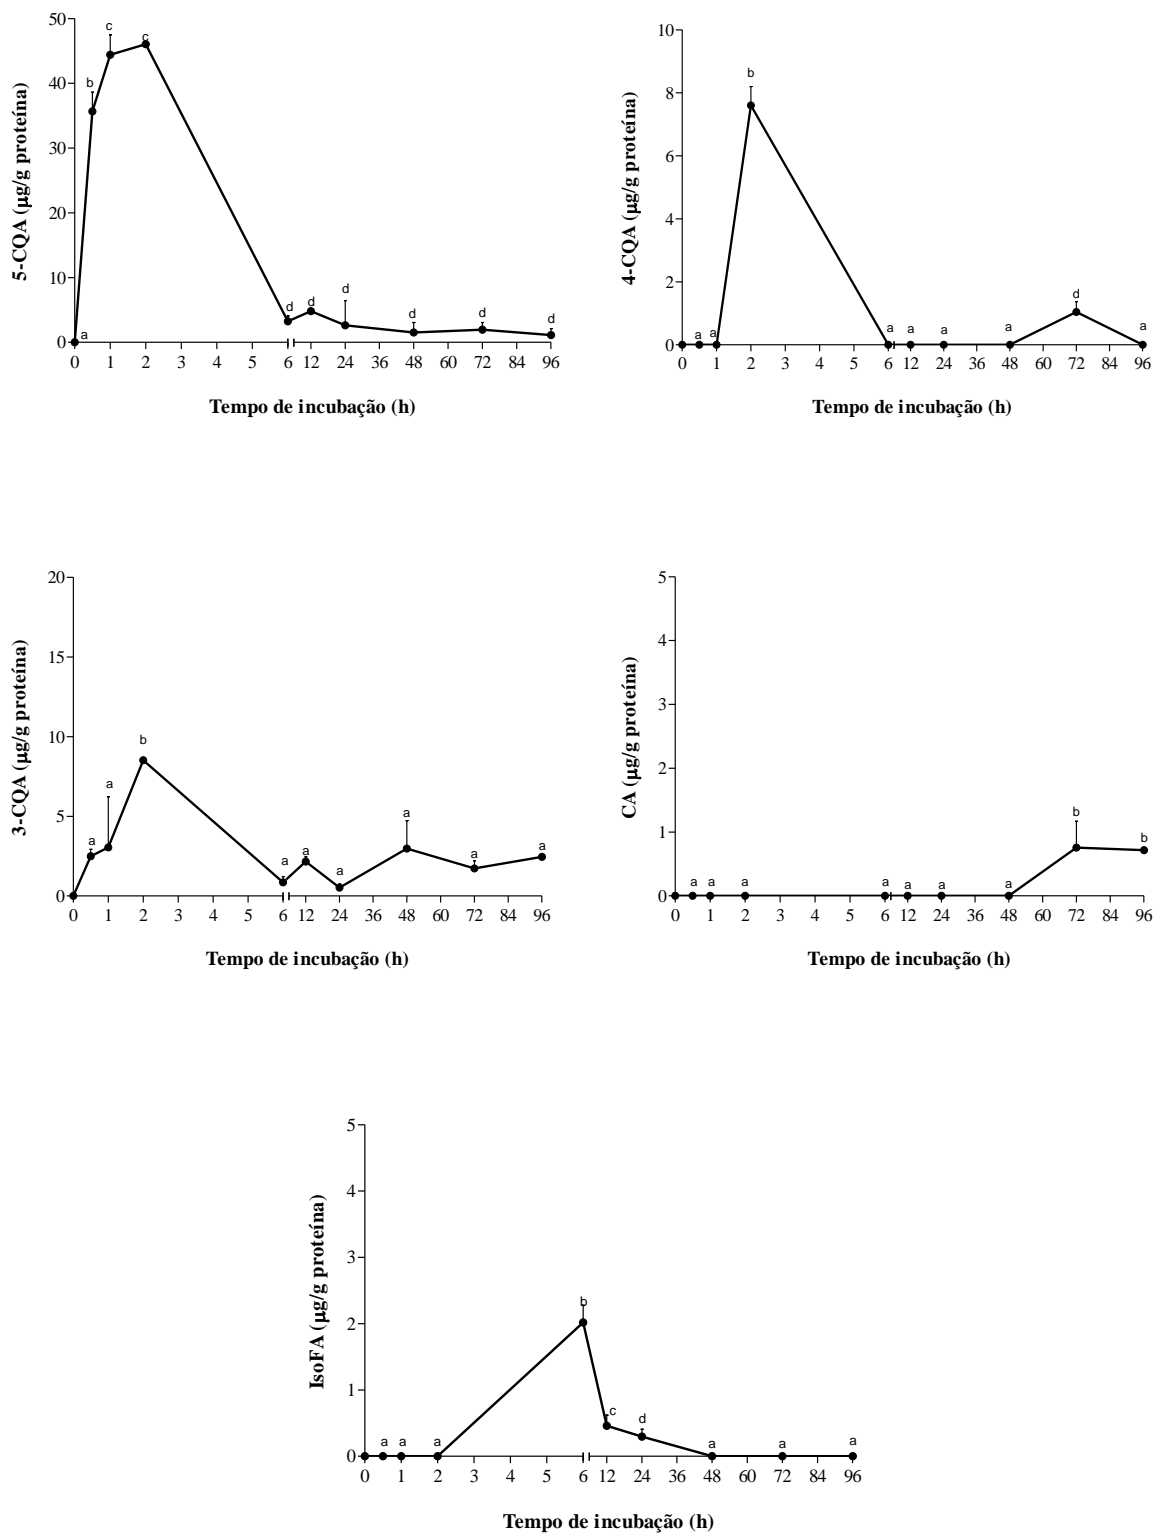 50
40
30
20
10
0
5-CQA (µg/g proteína)
a
b
c
c
d
d
d
d
d
d
0 1 2 3 4 5 6 12 24 36 48 60 72 84 96
Tempo de incubação (h)
10
8
6
4
2
0
4-CQA (µg/g proteína)
a
a
b
a
a
a
a
d
a
0 1 2 3 4 5 6 12 24 36 48 60 72 84 96
Tempo de incubação (h)
20
15
10
5
0
3-CQA (µg/g proteína)
a
a
b
a
a
a
a
a
a
0 1 2 3 4 5 6 12 24 36 48 60 72 84 96
Tempo de incubação (h)
5
4
3
2
1
0
CA (µg/g proteína)
a
a
a
a
a
a
a
b
b
0 1 2 3 4 5 6 12 24 36 48 60 72 84 96
Tempo de incubação (h)
5
4
3
2
1
0
IsoFA (µg/g proteína)
a
a
a
b
c
d
a
a
a
0 1 2 3 4 5 6 12 24 36 48 60 72 84 96
Tempo de incubação (h)